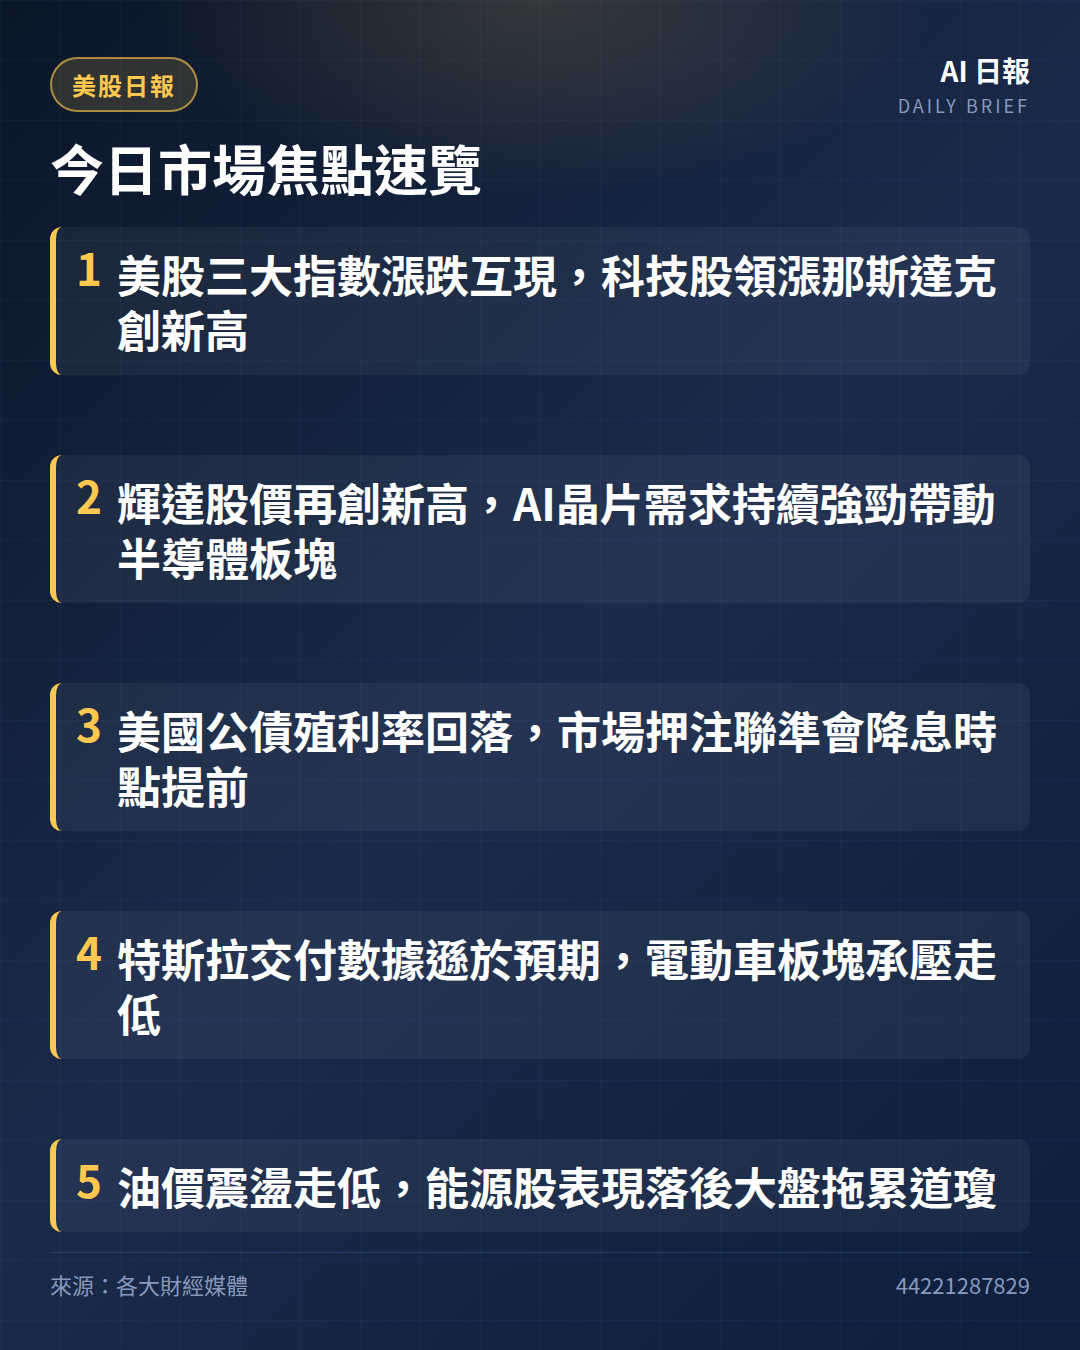 美股日報
AI 日報
DAILY BRIEF
今日市場焦點速覽
1 美股三大指數漲跌互現，科技股領漲那斯達克
創新高
2 輝達股價再創新高，AI晶片需求持續強勁帶動
半導體板塊
3 美國公債殖利率回落，市場押注聯準會降息時
點提前
4 特斯拉交付數據遜於預期，電動車板塊承壓走
低
5 油價震盪走低，能源股表現落後大盤拖累道瓊
來源：各大財經媒體
44221287829